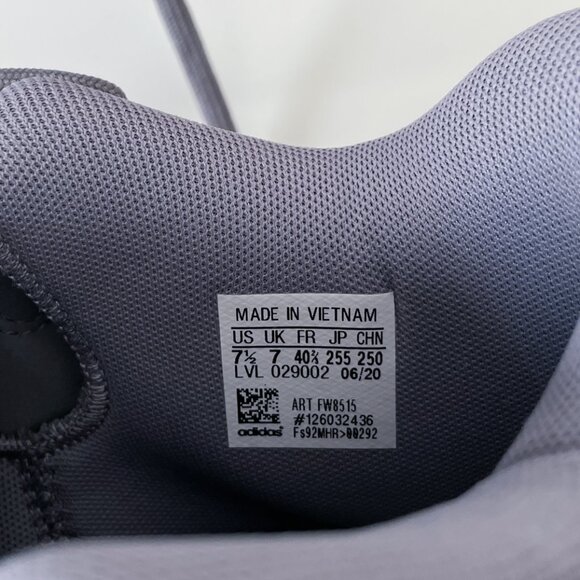 MADE IN VIETNAM
US UK FR JP CHN
7½ 7 40⅔ 255 250
LVL 029002 06/20
ART FW8515
#126032436
adidas® Fs92MHR>00292